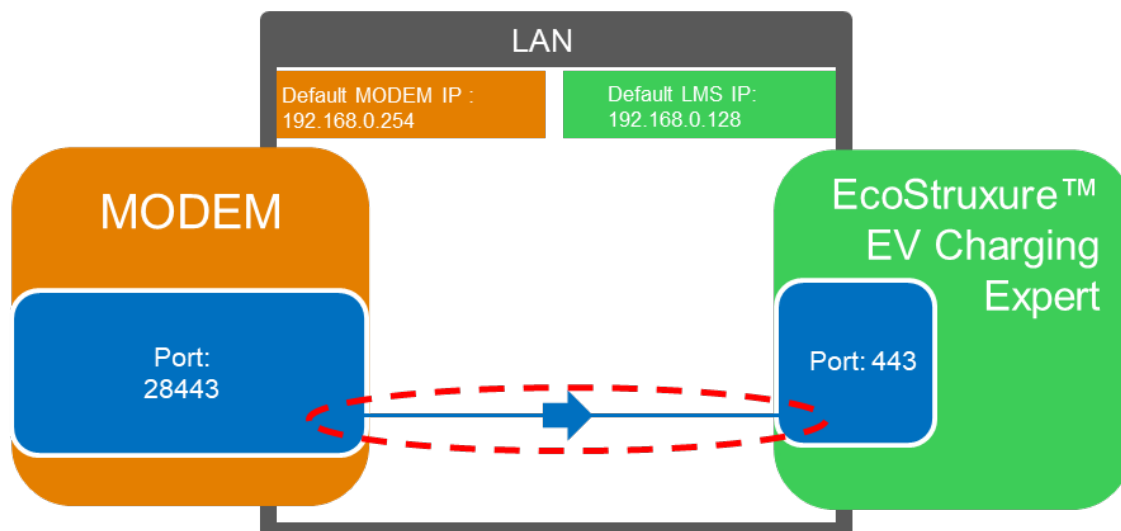 LAN
Default MODEM IP :
192.168.0.254
Default LMS IP:
192.168.0.128
MODEM
EcoStruxure™
EV Charging
Expert
Port:
28443
Port: 443